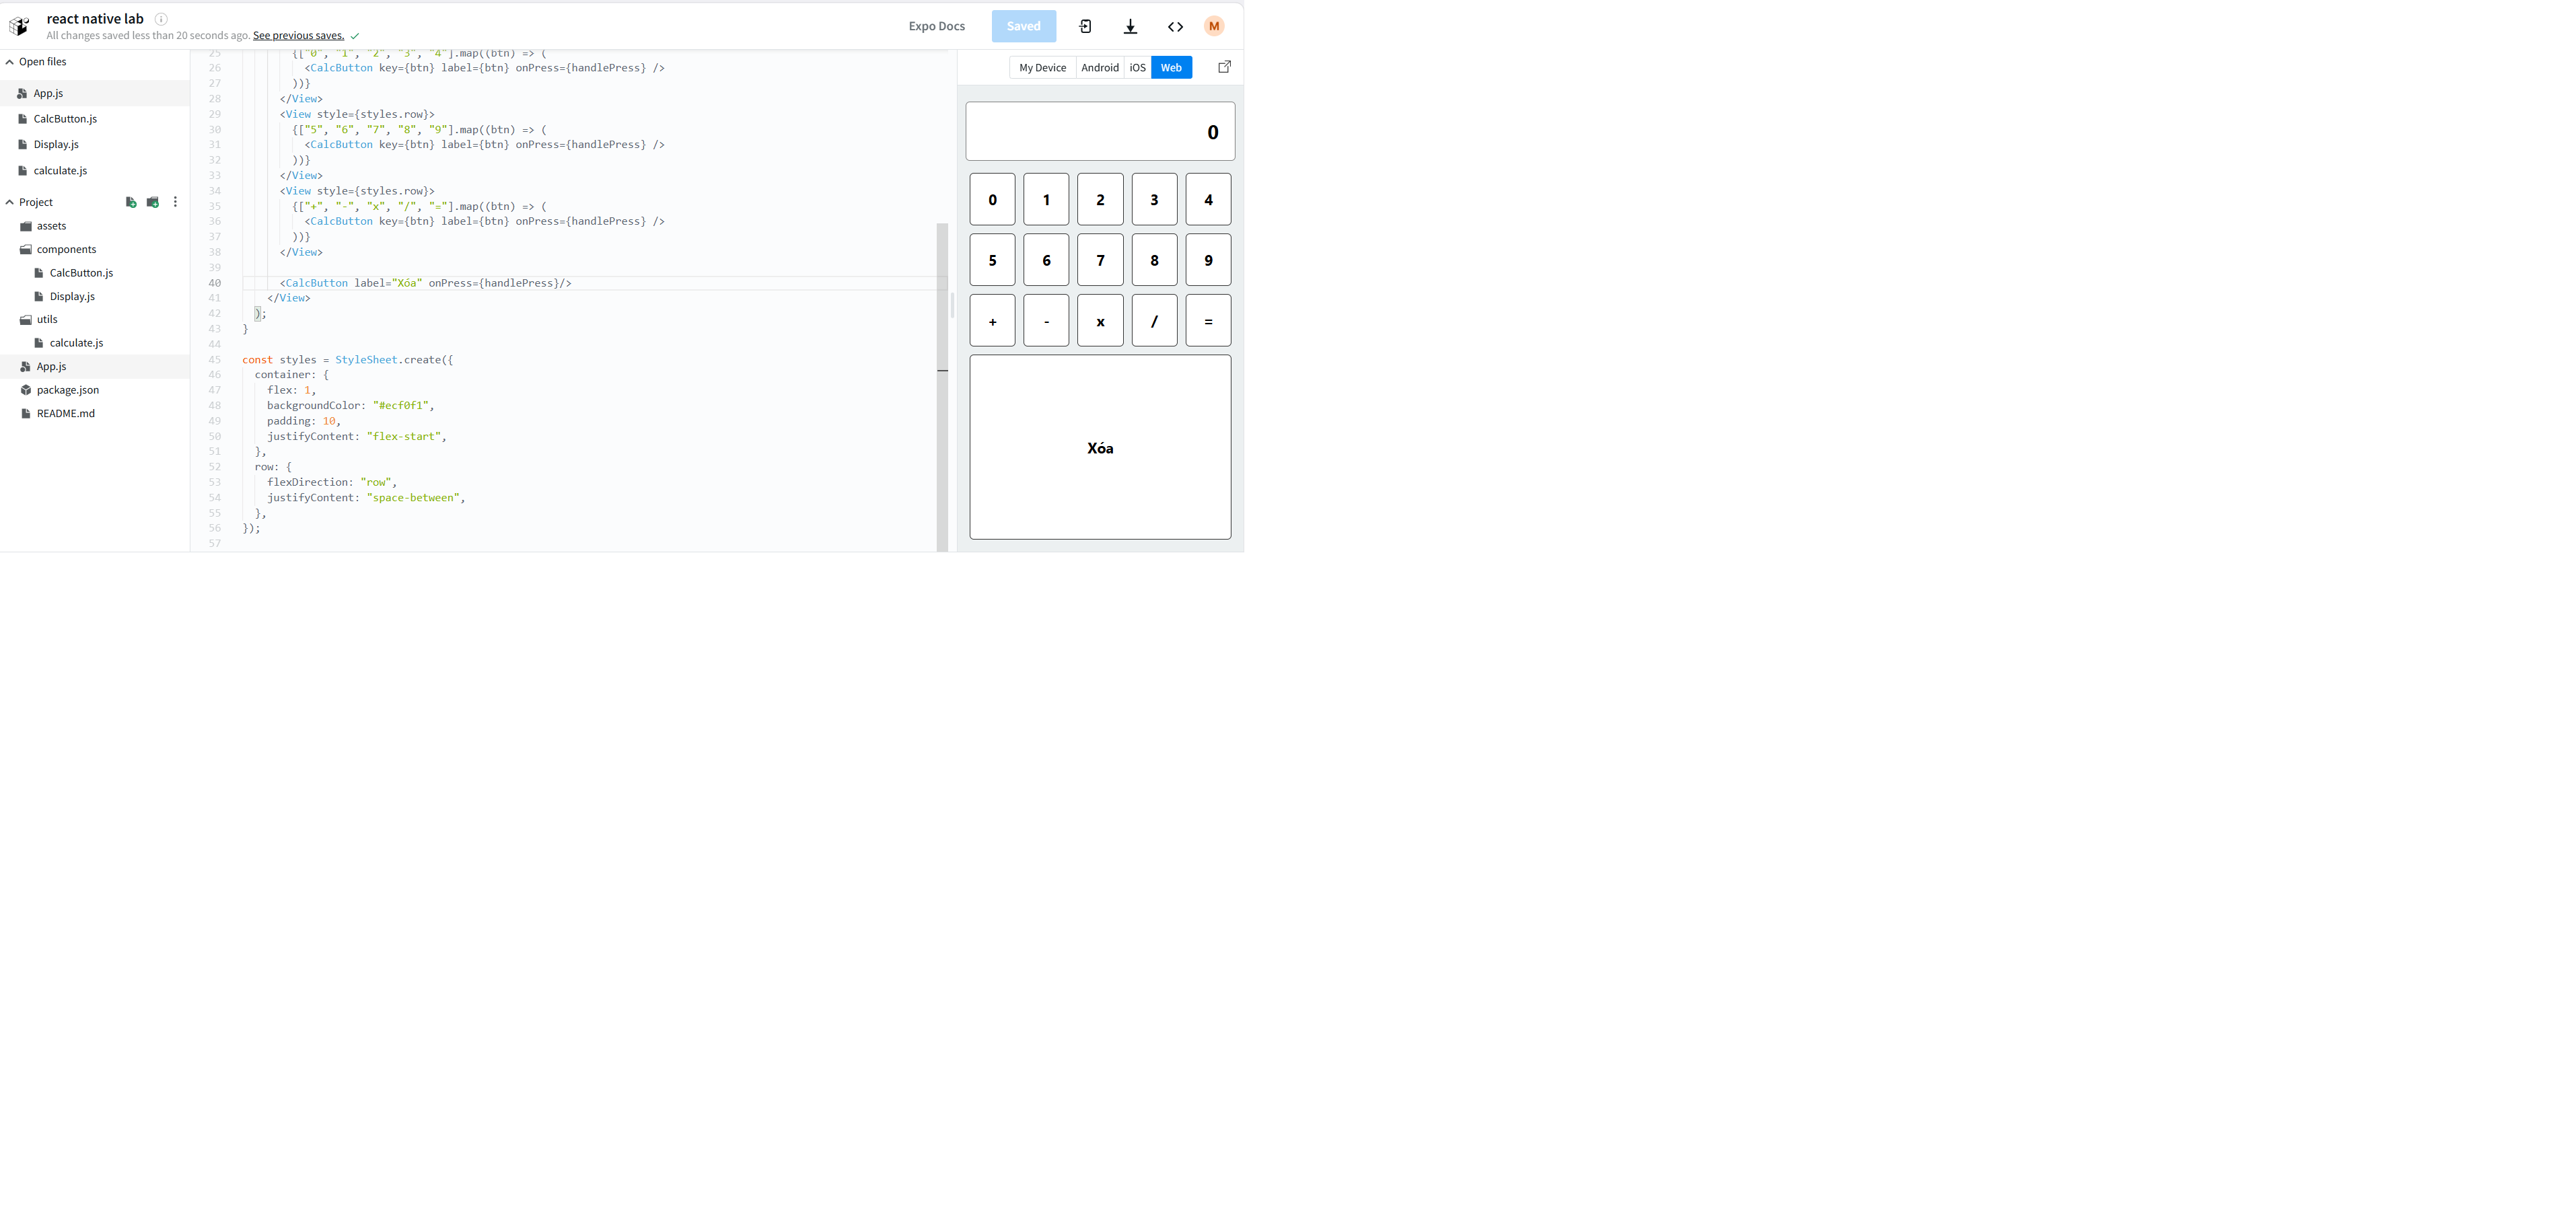 react native lab
All changes saved less than 20 seconds ago. See previous saves.
Expo Docs
Saved
M
Open files
App.js
CalcButton.js
Display.js
calculate.js
Project
assets
components
CalcButton.js
Display.js
utils
calculate.js
App.js
package.json
README.md
25 {["0", "1", "2", "3", "4"].map((btn) => (
26 <CalcButton key={btn} label={btn} onPress={handlePress} />
27 ))}
28 </View>
29 <View style={styles.row}>
30 {["5", "6", "7", "8", "9"].map((btn) => (
31 <CalcButton key={btn} label={btn} onPress={handlePress} />
32 ))}
33 </View>
34 <View style={styles.row}>
35 {["+", "-", "x", "/", "="].map((btn) => (
36 <CalcButton key={btn} label={btn} onPress={handlePress} />
37 ))}
38 </View>
39
40 <CalcButton label="Xóa" onPress={handlePress}/>
41 </View>
42 );
43 }
44
45 const styles = StyleSheet.create({
46 container: {
47 flex: 1,
48 backgroundColor: "#ecf0f1",
49 padding: 10,
50 justifyContent: "flex-start",
51 },
52 row: {
53 flexDirection: "row",
54 justifyContent: "space-between",
55 },
56 });
57
My Device Android iOS Web
0
0 1 2 3 4
5 6 7 8 9
+ - x / =
Xóa